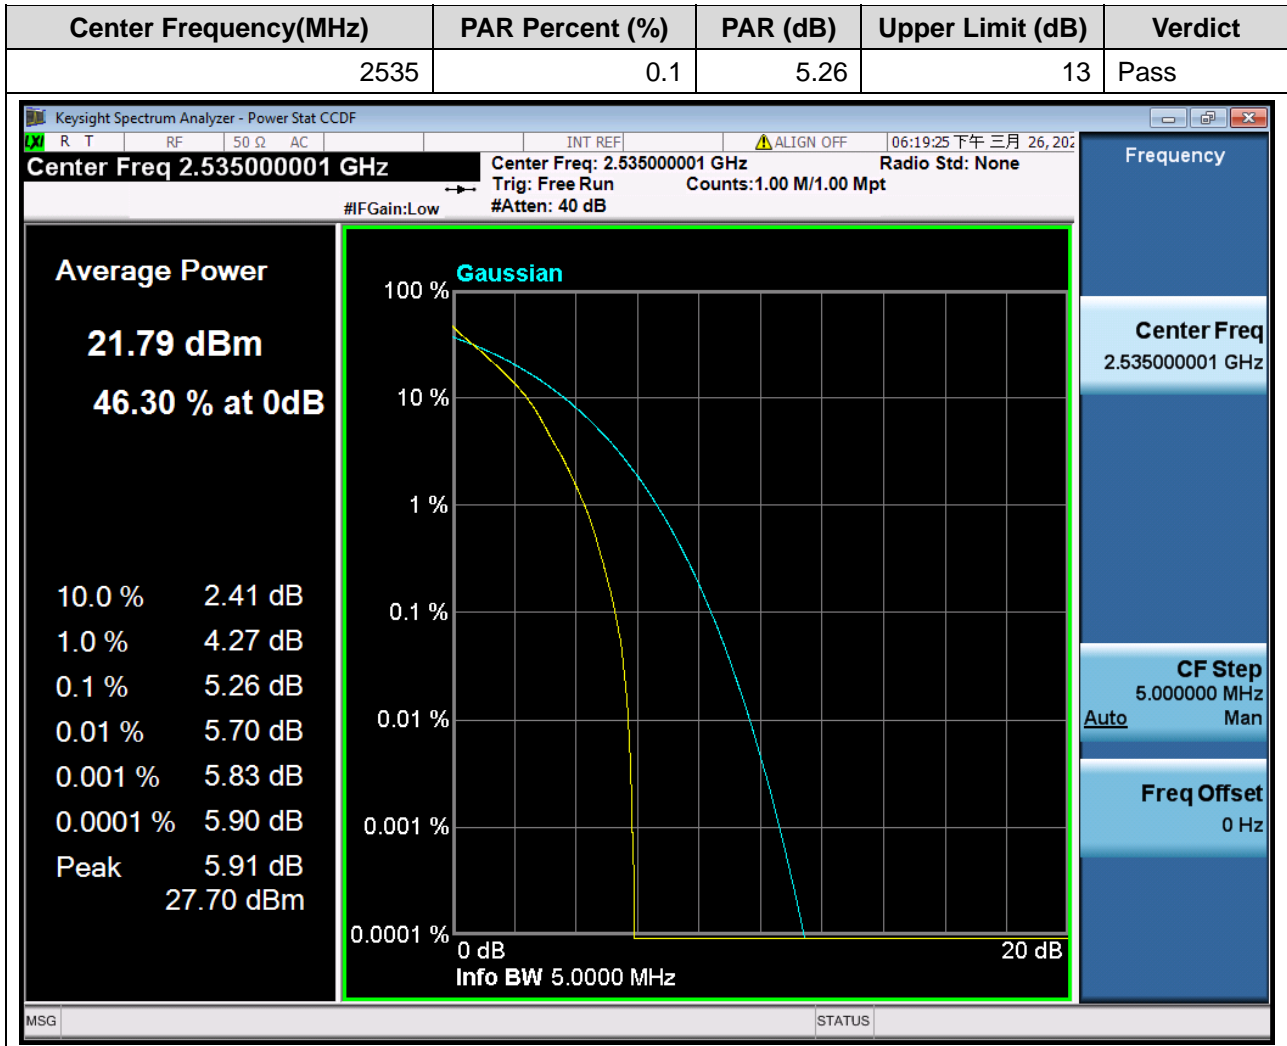 Center Frequency(MHz) PAR Percent (%) PAR (dB) Upper Limit (dB) Verdict
2535 0.1 5.26 13 Pass
Keysight Spectrum Analyzer - Power Stat CCDF
LXI R T RF 50 Ω AC INT REF ALIGN OFF 06:19:25 下午 三月 26, 202
Center Freq 2.535000001 GHz
Center Freq: 2.535000001 GHz Radio Std: None
Trig: Free Run Counts:1.00 M/1.00 Mpt
#IFGain:Low #Atten: 40 dB
Average Power
21.79 dBm
46.30 % at 0dB
10.0 % 2.41 dB
1.0 % 4.27 dB
0.1 % 5.26 dB
0.01 % 5.70 dB
0.001 % 5.83 dB
0.0001 % 5.90 dB
Peak 5.91 dB
27.70 dBm
Gaussian
100 %
10 %
1 %
0.1 %
0.01 %
0.001 %
0.0001 %
0 dB 20 dB
Info BW 5.0000 MHz
Frequency
Center Freq
2.535000001 GHz
CF Step
5.000000 MHz
Auto Man
Freq Offset
0 Hz
MSG STATUS